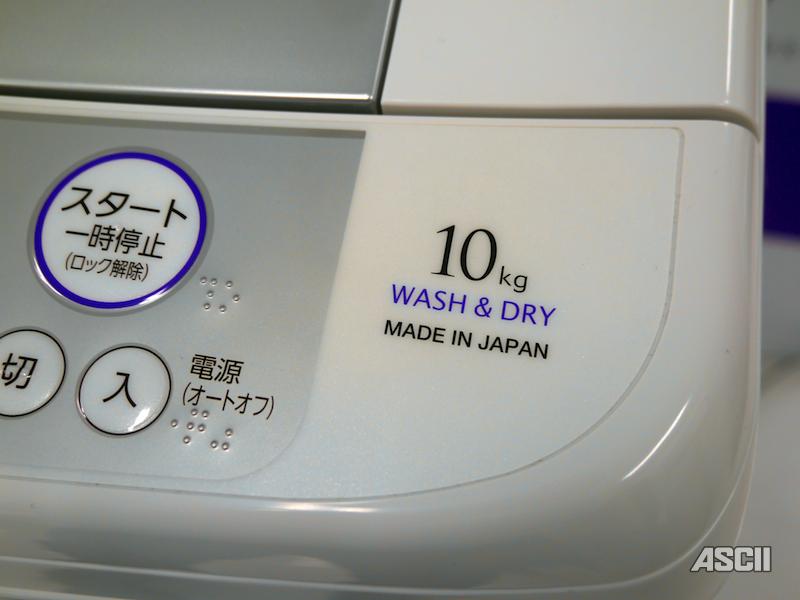 スタート
一時停止
(ロック解除)
10kg
WASH & DRY
MADE IN JAPAN
切
入
電源
(オートオフ)
ASCII